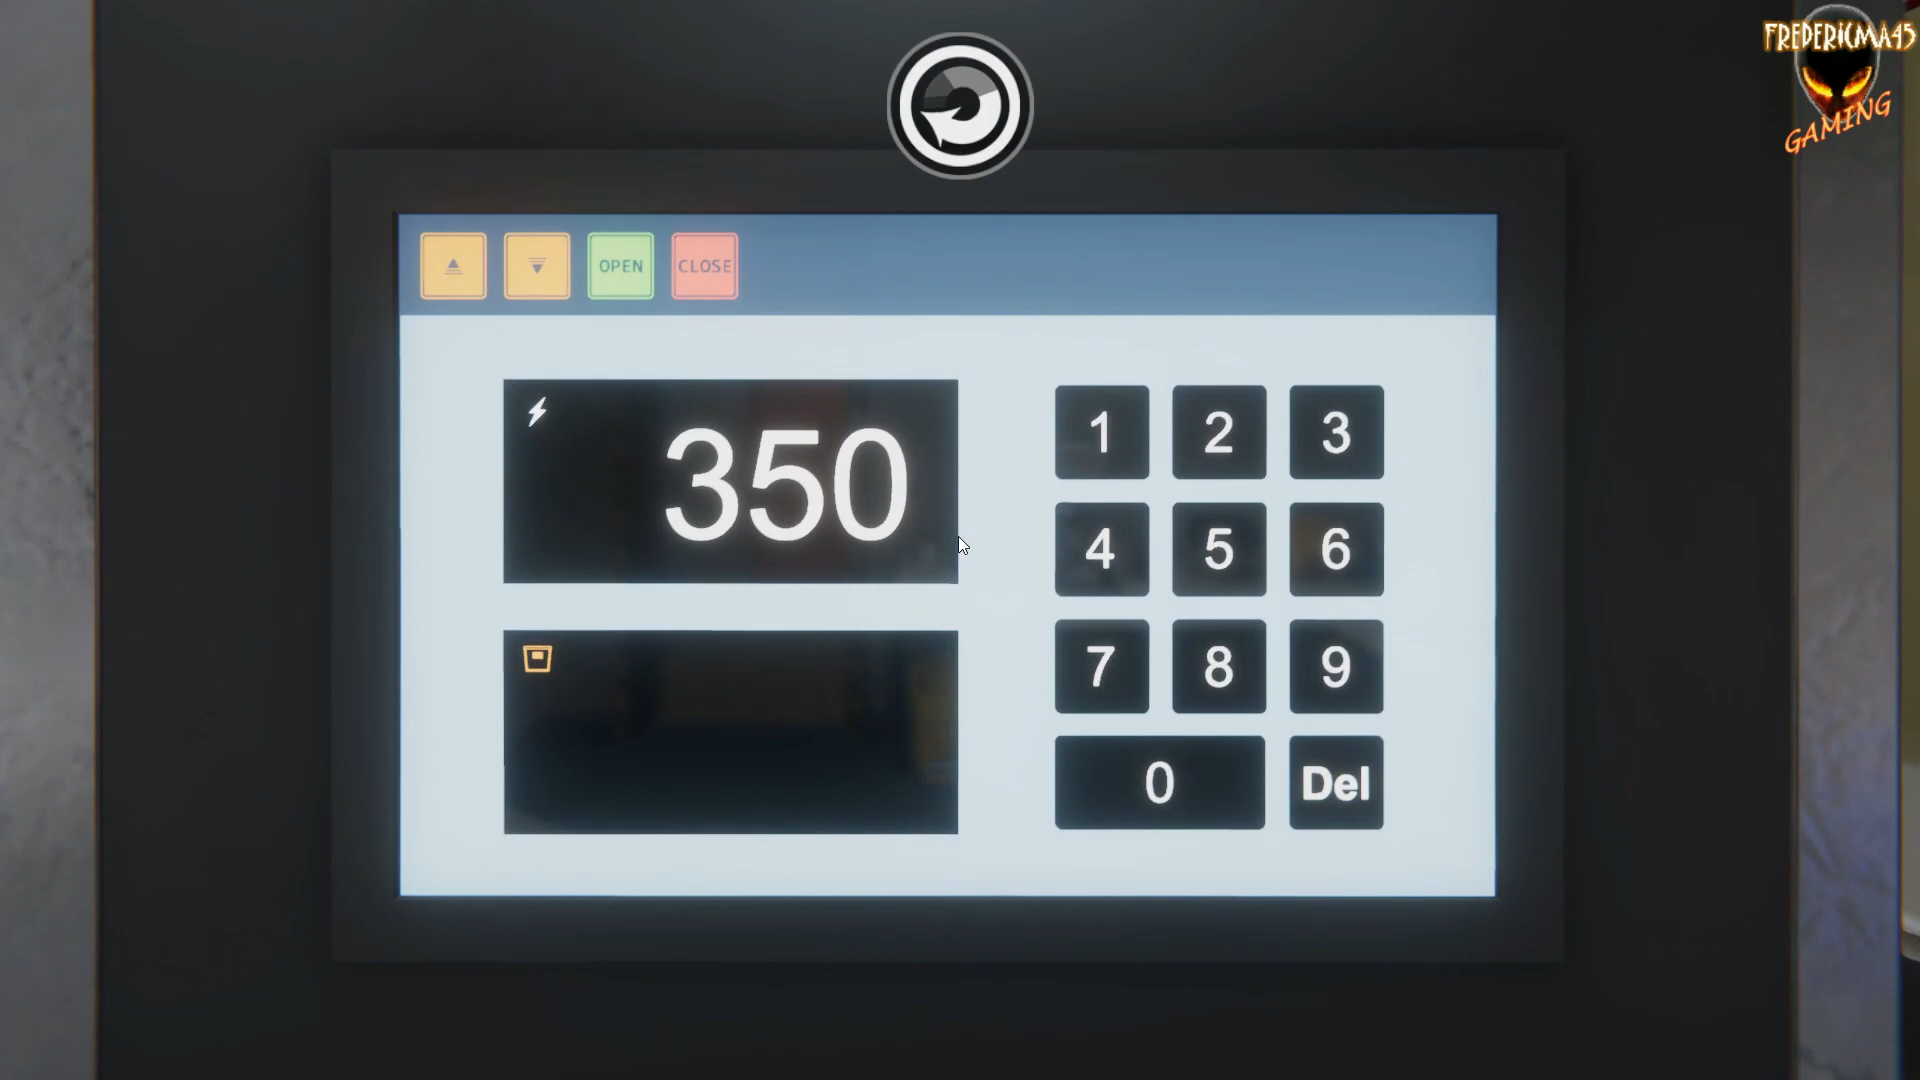 FREDERICMA45
GAMING
OPEN CLOSE
350
1 2 3
4 5 6
7 8 9
0 Del